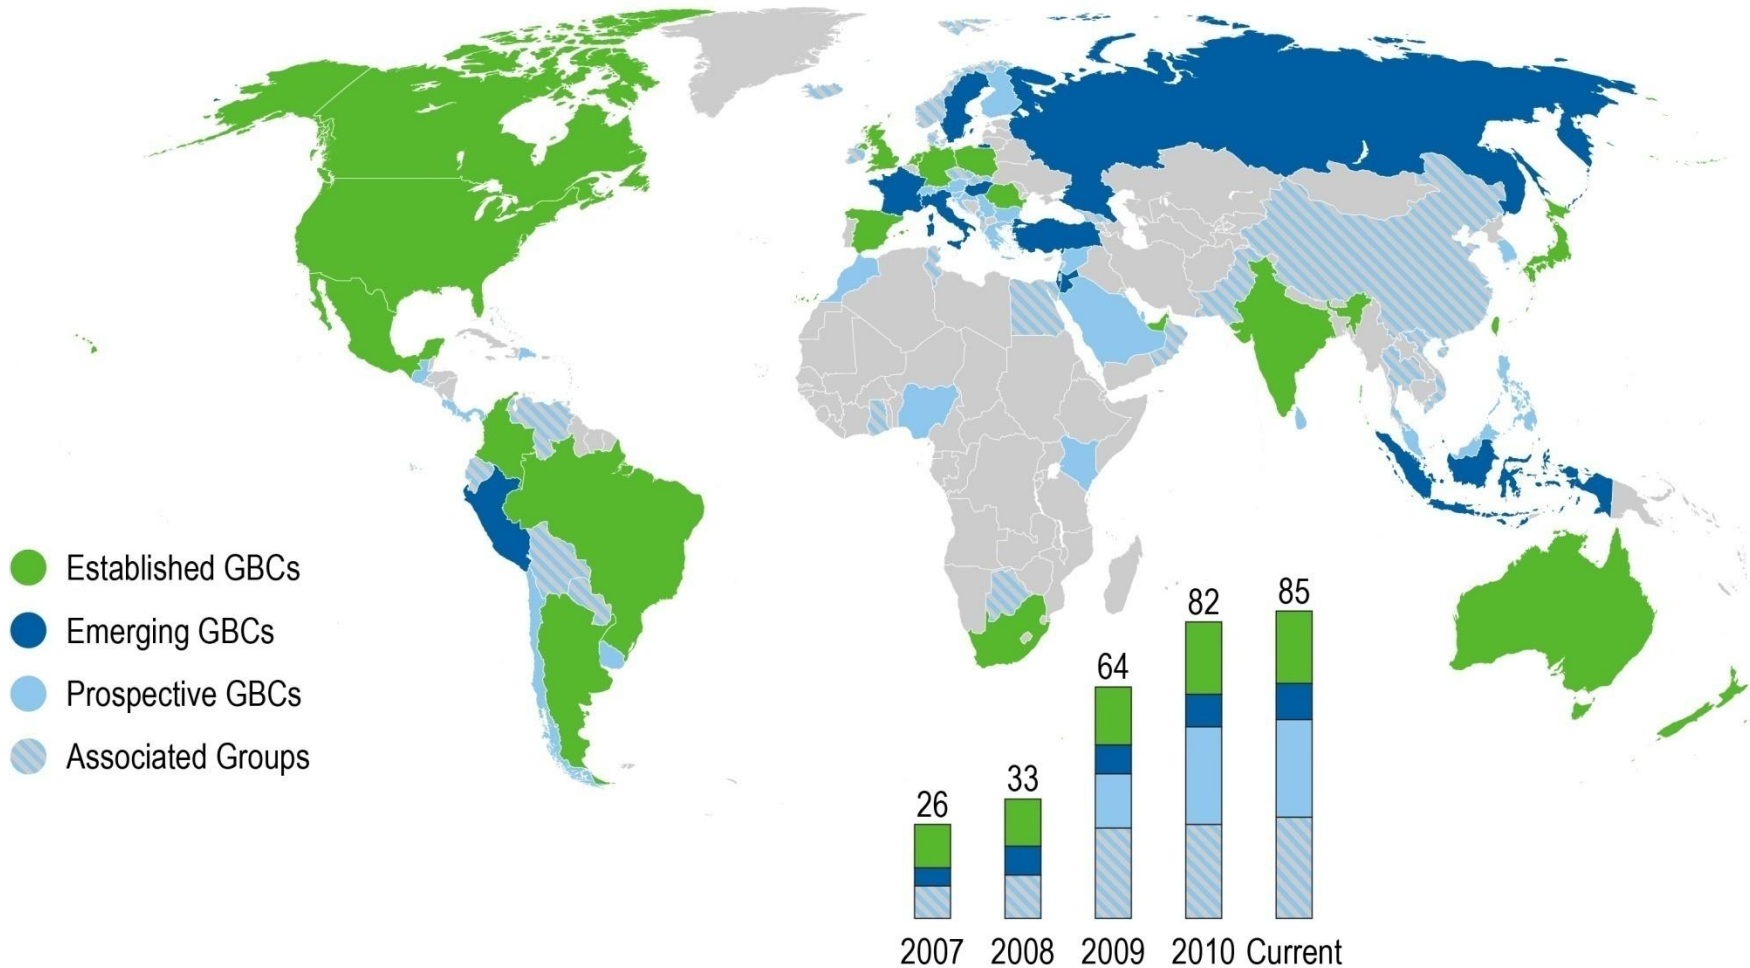 Established GBCs
Emerging GBCs
Prospective GBCs
Associated Groups
26
33
64
82
85
2007
2008
2009
2010
Current